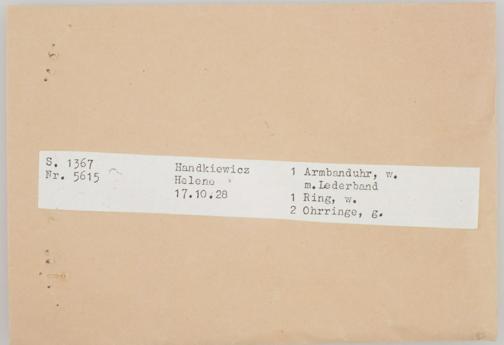 S. 1367
Nr. 5615
Handkiewicz
Helene
17.10.28
1 Armbanduhr, w.
m.Lederband
1 Ring, w.
2 Ohrringe, g.